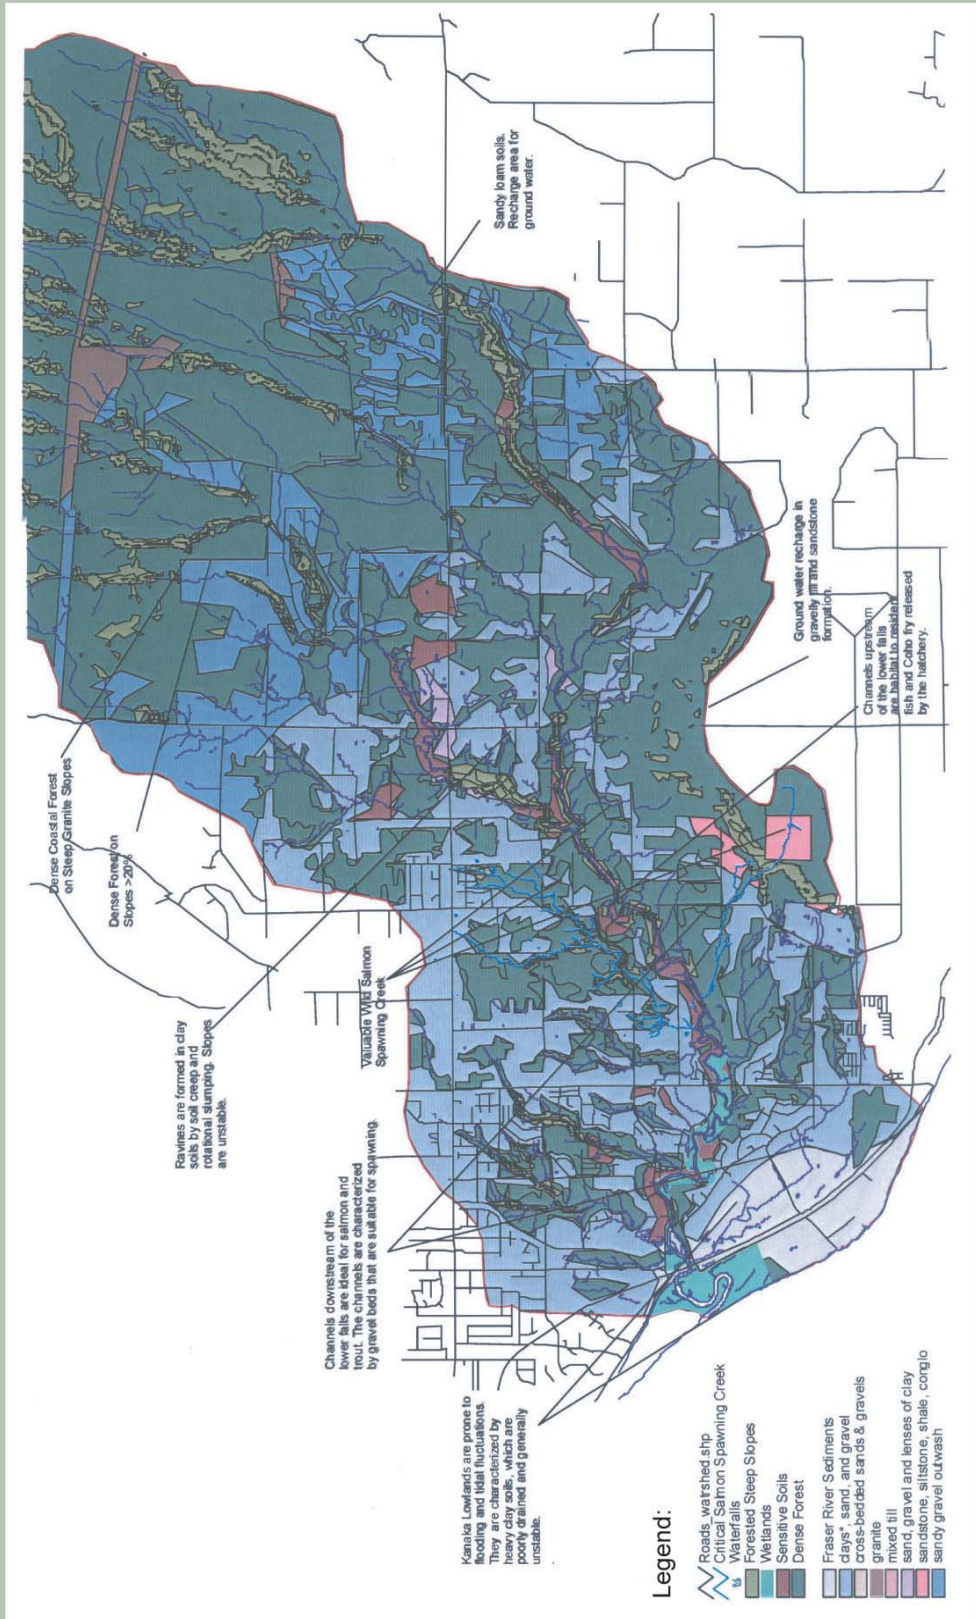 Dense Coastal Forest
on Steep Granite Slopes
Dense Forest on
Slopes >20%
Ravines are formed in clay
soils by soil creep and
rotational slumping. Slopes
are unstable.
Valuable Wild Salmon
Spawning Creek
Channels downstream of the
lower falls are ideal for salmon and
trout. The channels are characterized
by gravel beds that are suitable for spawning.
Kanaka Lowlands are prone to
flooding and tidal fluctuations.
They are characterized by
heavy clay soils, which are
poorly drained and generally
unstable.
Sandy loam soils.
Recharge area for
ground water.
Ground water recharge in
gravelly till and sandstone
formation.
Channels upstream
of the lower falls
are habitat to resident
fish and Coho fry released
by the hatchery.
Legend:
Roads_watrshed.shp
Critical Salmon Spawning Creek
Waterfalls
Forested Steep Slopes
Wetlands
Sensitive Soils
Dense Forest
Fraser River Sediments
clays*, sand, and gravel
cross-bedded sands & gravels
granite
mixed till
sand, gravel and lenses of clay
sandstone, siltstone, shale, conglo
sandy gravel outwash